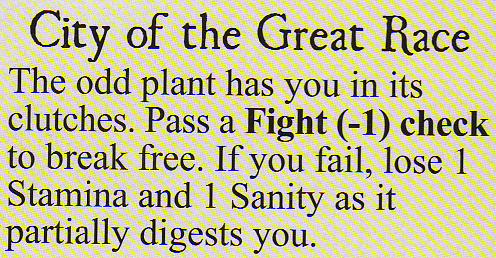 City of the Great Race
The odd plant has you in its
clutches. Pass a Fight (-1) check
to break free. If you fail, lose 1
Stamina and 1 Sanity as it
partially digests you.